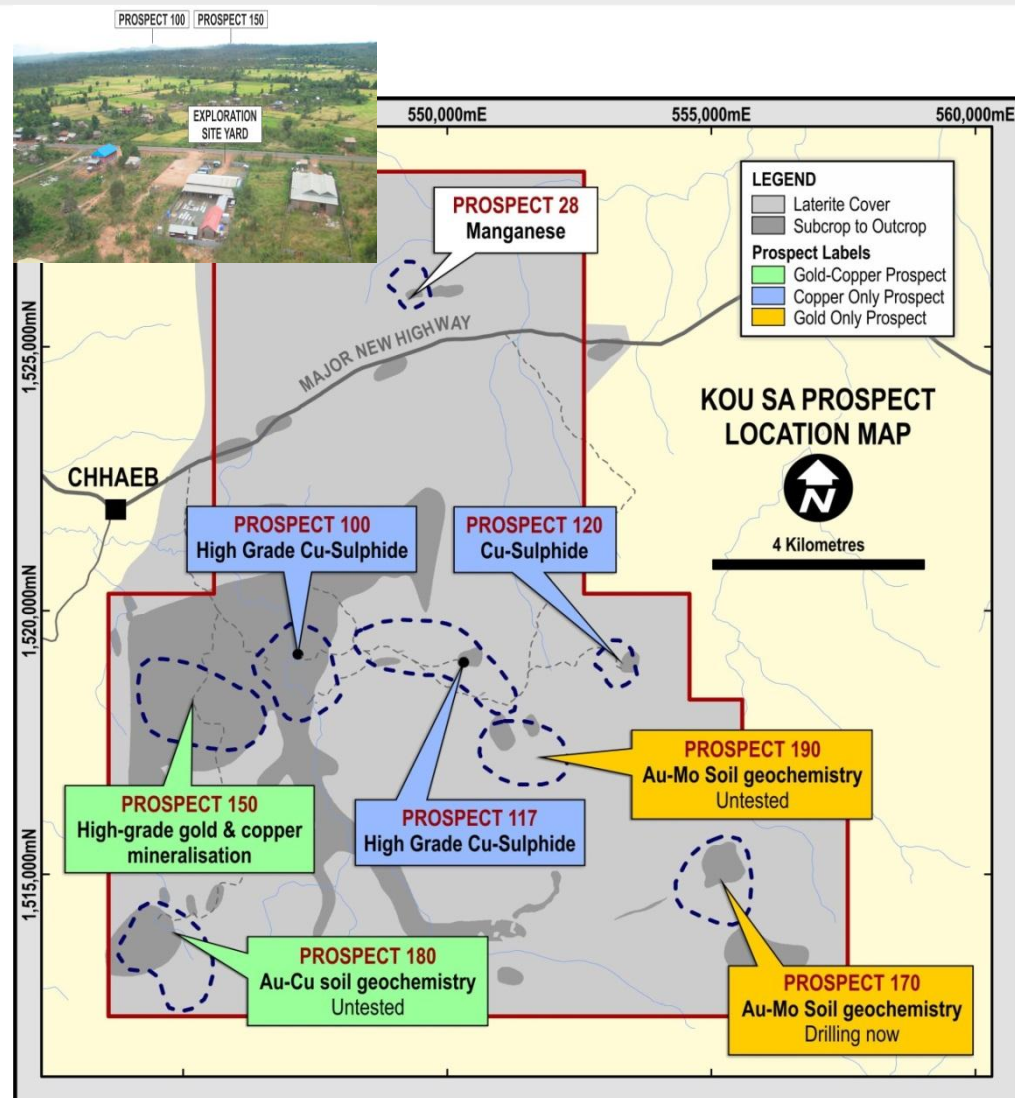 PROSPECT 100
PROSPECT 150
EXPLORATION
SITE YARD
550,000mE
555,000mE
560,000mE
1,525,000mN
1,520,000mN
1,515,000mN
LEGEND
Laterite Cover
Subcrop to Outcrop
Prospect Labels
Gold-Copper Prospect
Copper Only Prospect
Gold Only Prospect
PROSPECT 28
Manganese
MAJOR NEW HIGHWAY
KOU SA PROSPECT
LOCATION MAP
N
4 Kilometres
CHHAEB
PROSPECT 100
High Grade Cu-Sulphide
PROSPECT 120
Cu-Sulphide
PROSPECT 190
Au-Mo Soil geochemistry
Untested
PROSPECT 150
High-grade gold & copper
mineralisation
PROSPECT 117
High Grade Cu-Sulphide
PROSPECT 180
Au-Cu soil geochemistry
Untested
PROSPECT 170
Au-Mo Soil geochemistry
Drilling now